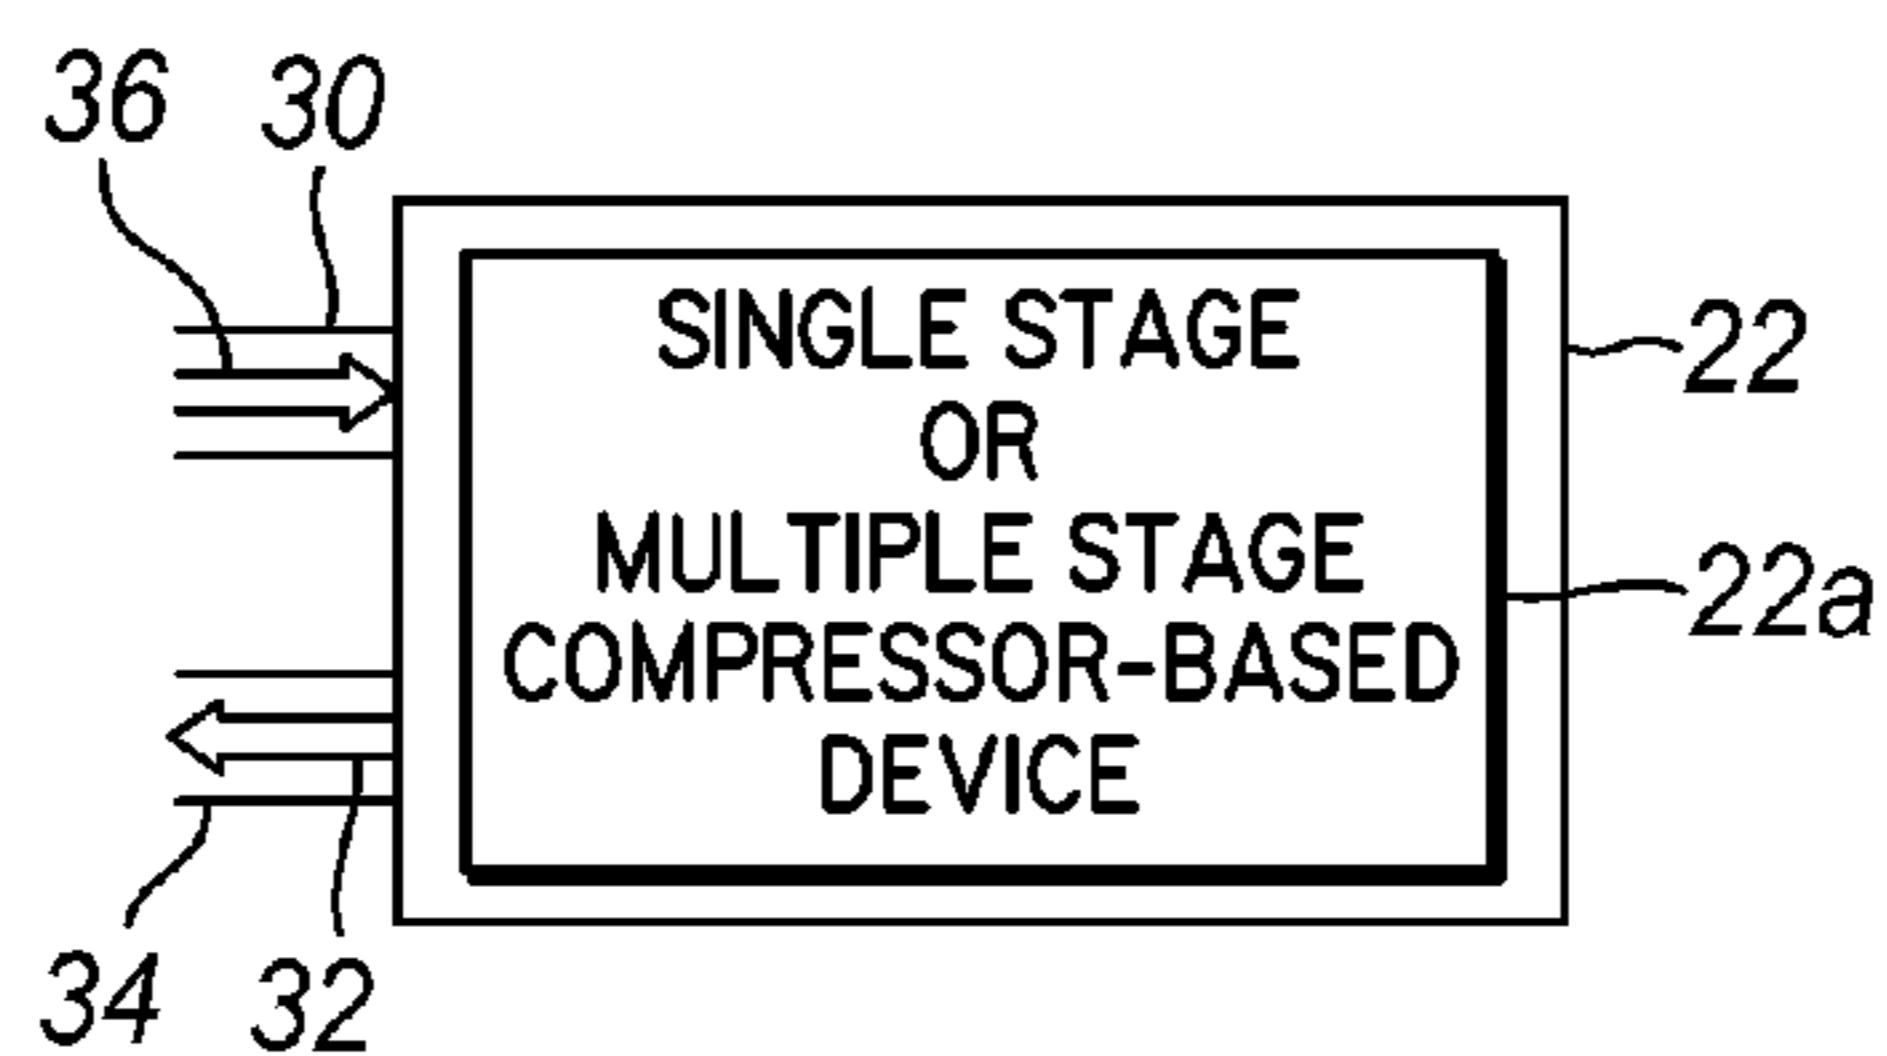 36 30
SINGLE STAGE
OR
MULTIPLE STAGE
COMPRESSOR-BASED
DEVICE
22
22a
34 32